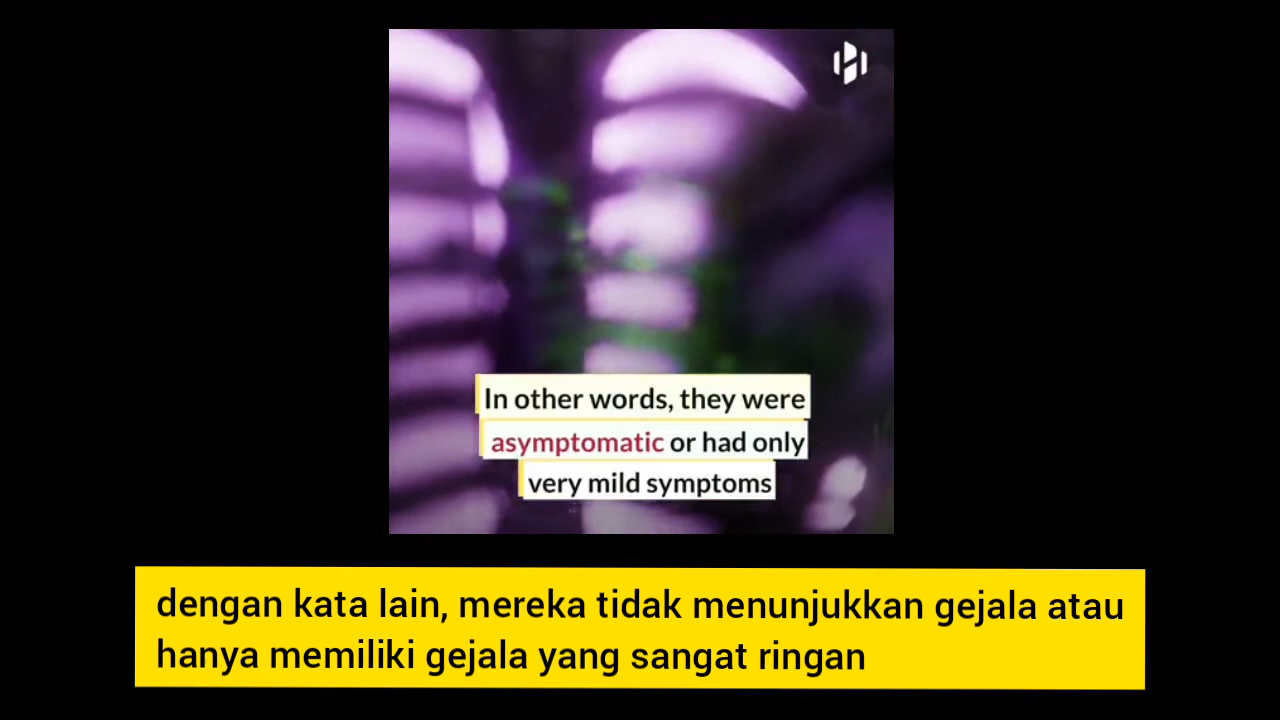 In other words, they were
asymptomatic or had only
very mild symptoms
dengan kata lain, mereka tidak menunjukkan gejala atau
hanya memiliki gejala yang sangat ringan